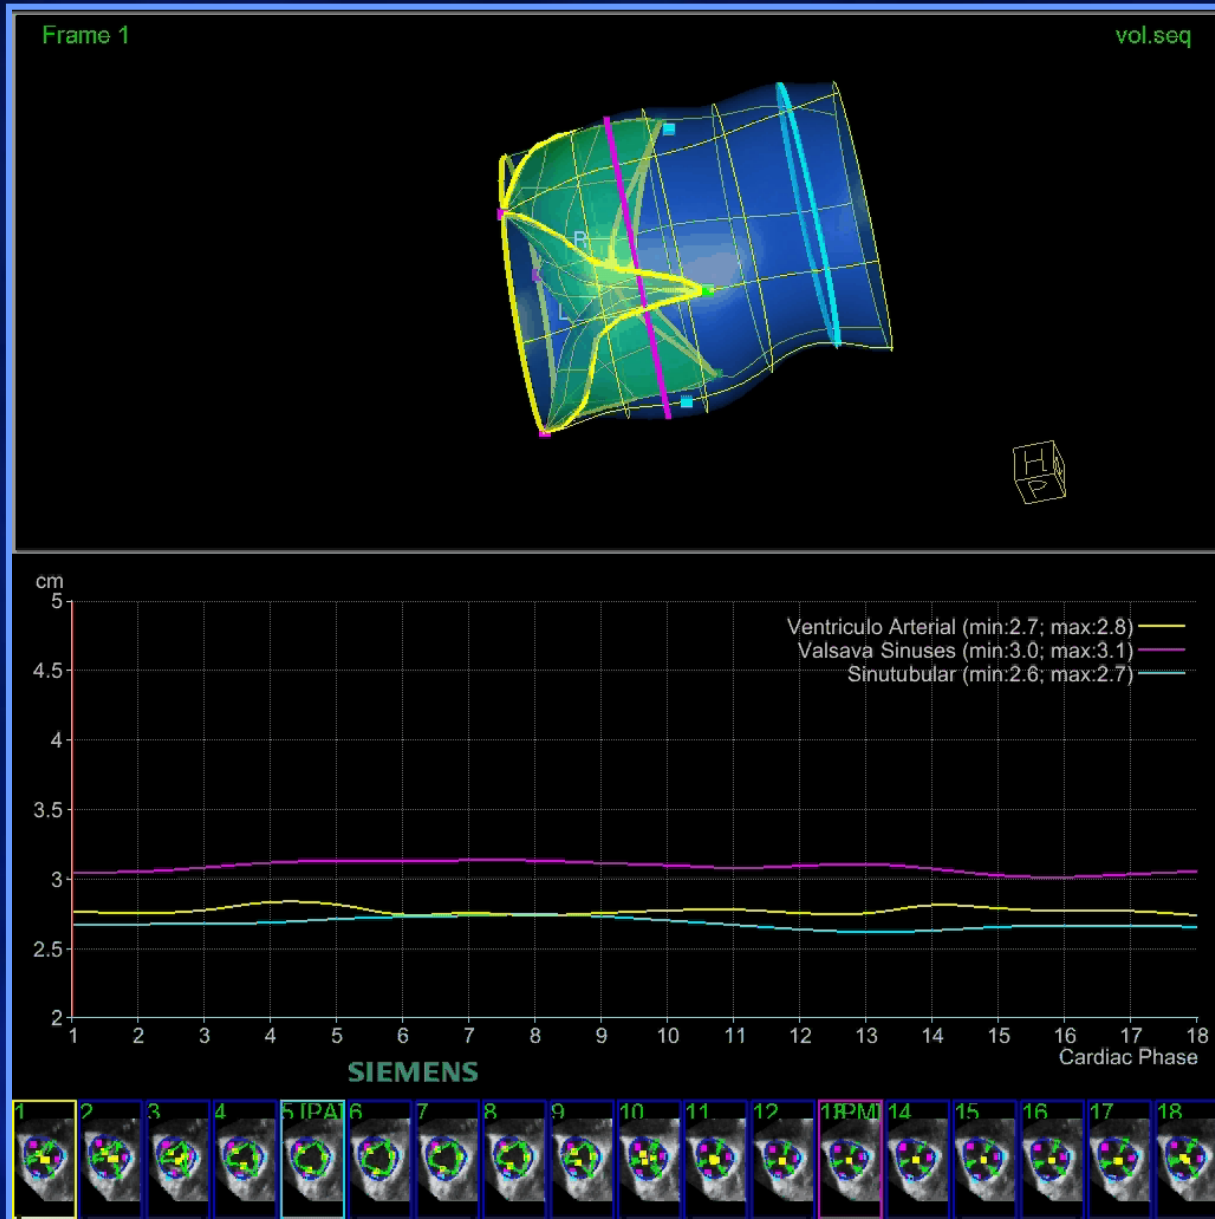 Frame 1
vol.seq
R
L
H
P
cm
5
4.5
4
3.5
3
2.5
2
Ventriculo Arterial (min:2.7; max:2.8)
Valsava Sinuses (min:3.0; max:3.1)
Sinutubular (min:2.6; max:2.7)
1 2 3 4 5 6 7 8 9 10 11 12 13 14 15 16 17 18
Cardiac Phase
SIEMENS
1 2 3 4 5 [PA] 6 7 8 9 10 11 12 13[PM] 14 15 16 17 18